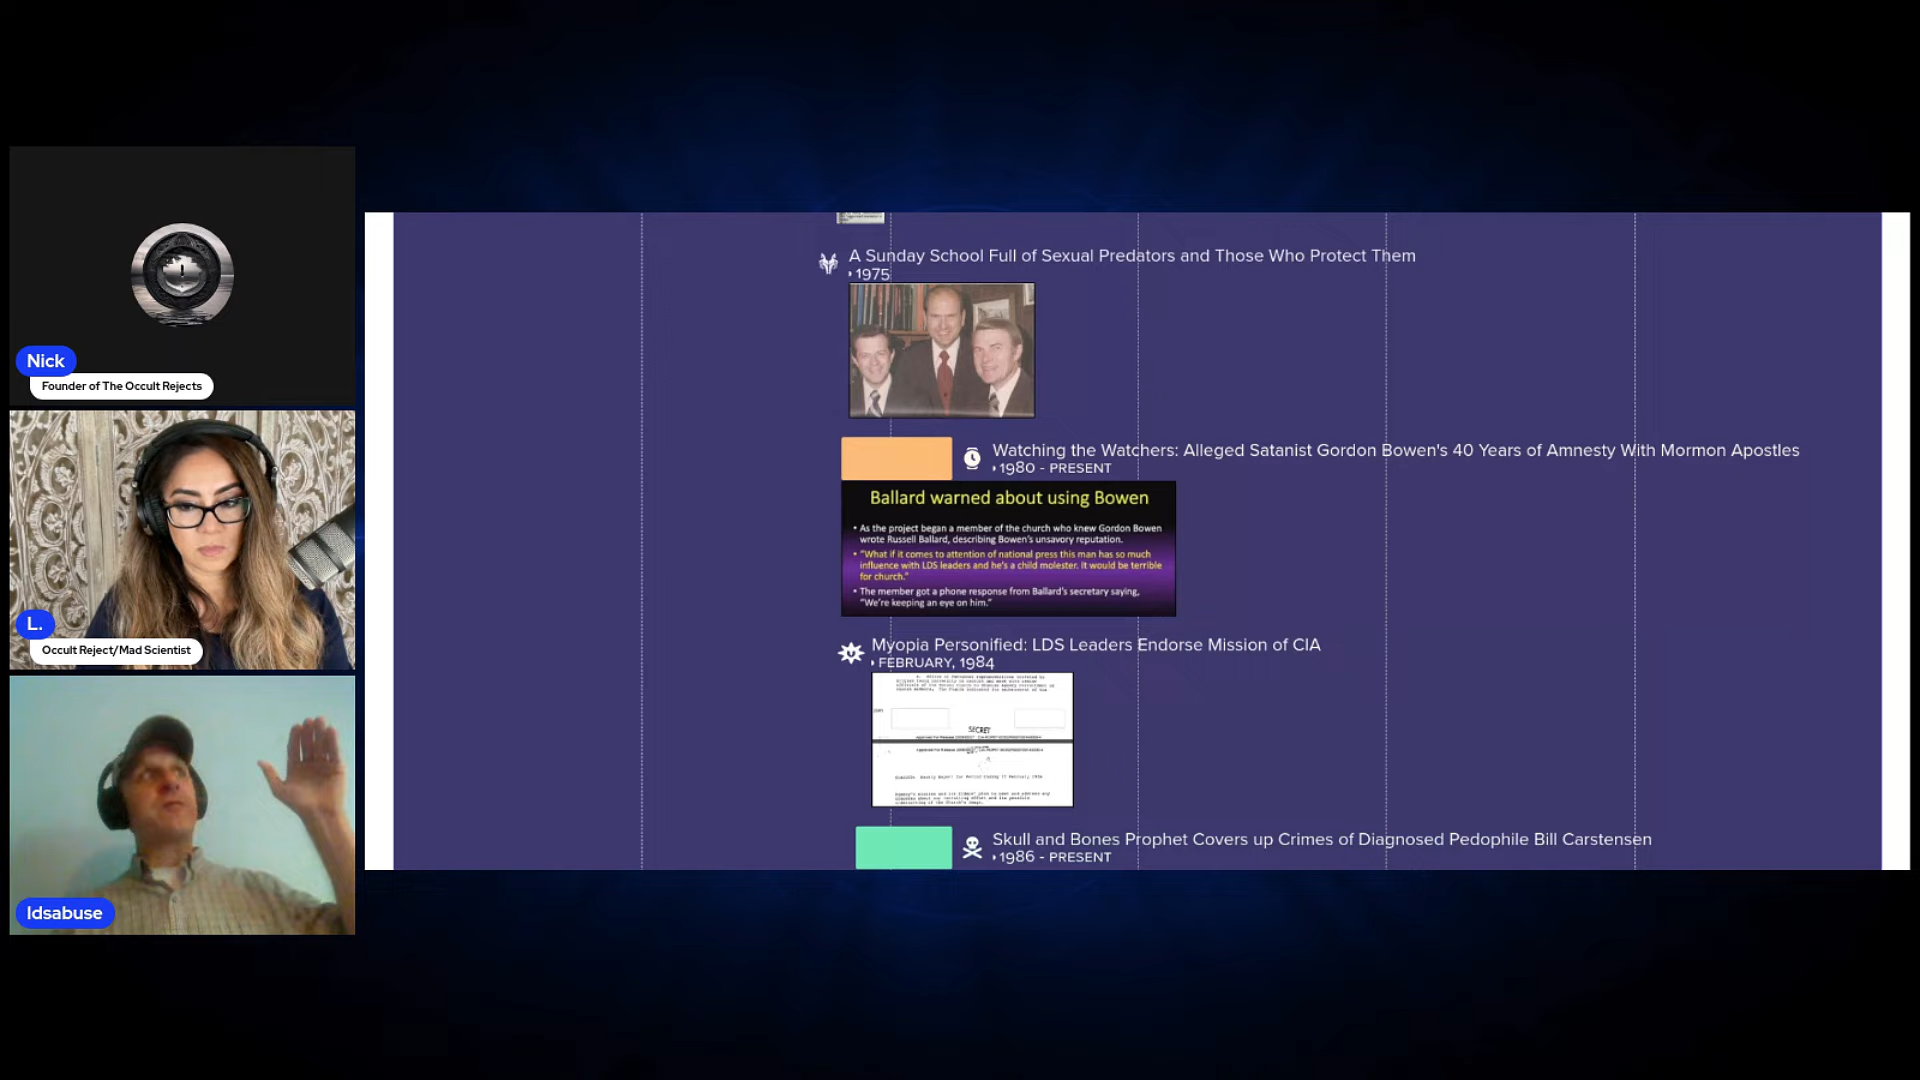 Nick
Founder of The Occult Rejects
L.
Occult Reject/Mad Scientist
Idsabuse
A Sunday School Full of Sexual Predators and Those Who Protect Them
1975
Watching the Watchers: Alleged Satanist Gordon Bowen's 40 Years of Amnesty With Mormon Apostles
1980 - PRESENT
Ballard warned about using Bowen
• As the project began a member of the church who knew Gordon Bowen
wrote Russell Ballard, describing Bowen's unsavory reputation.
• "What if it comes to attention of national press this man has so much
influence with LDS leaders and he's a child molester. It would be terrible
for church."
• The member got a phone response from Ballard's secretary saying,
"We're keeping an eye on him."
Myopia Personified: LDS Leaders Endorse Mission of CIA
FEBRUARY, 1984
SECRET
Skull and Bones Prophet Covers up Crimes of Diagnosed Pedophile Bill Carstensen
1986 - PRESENT